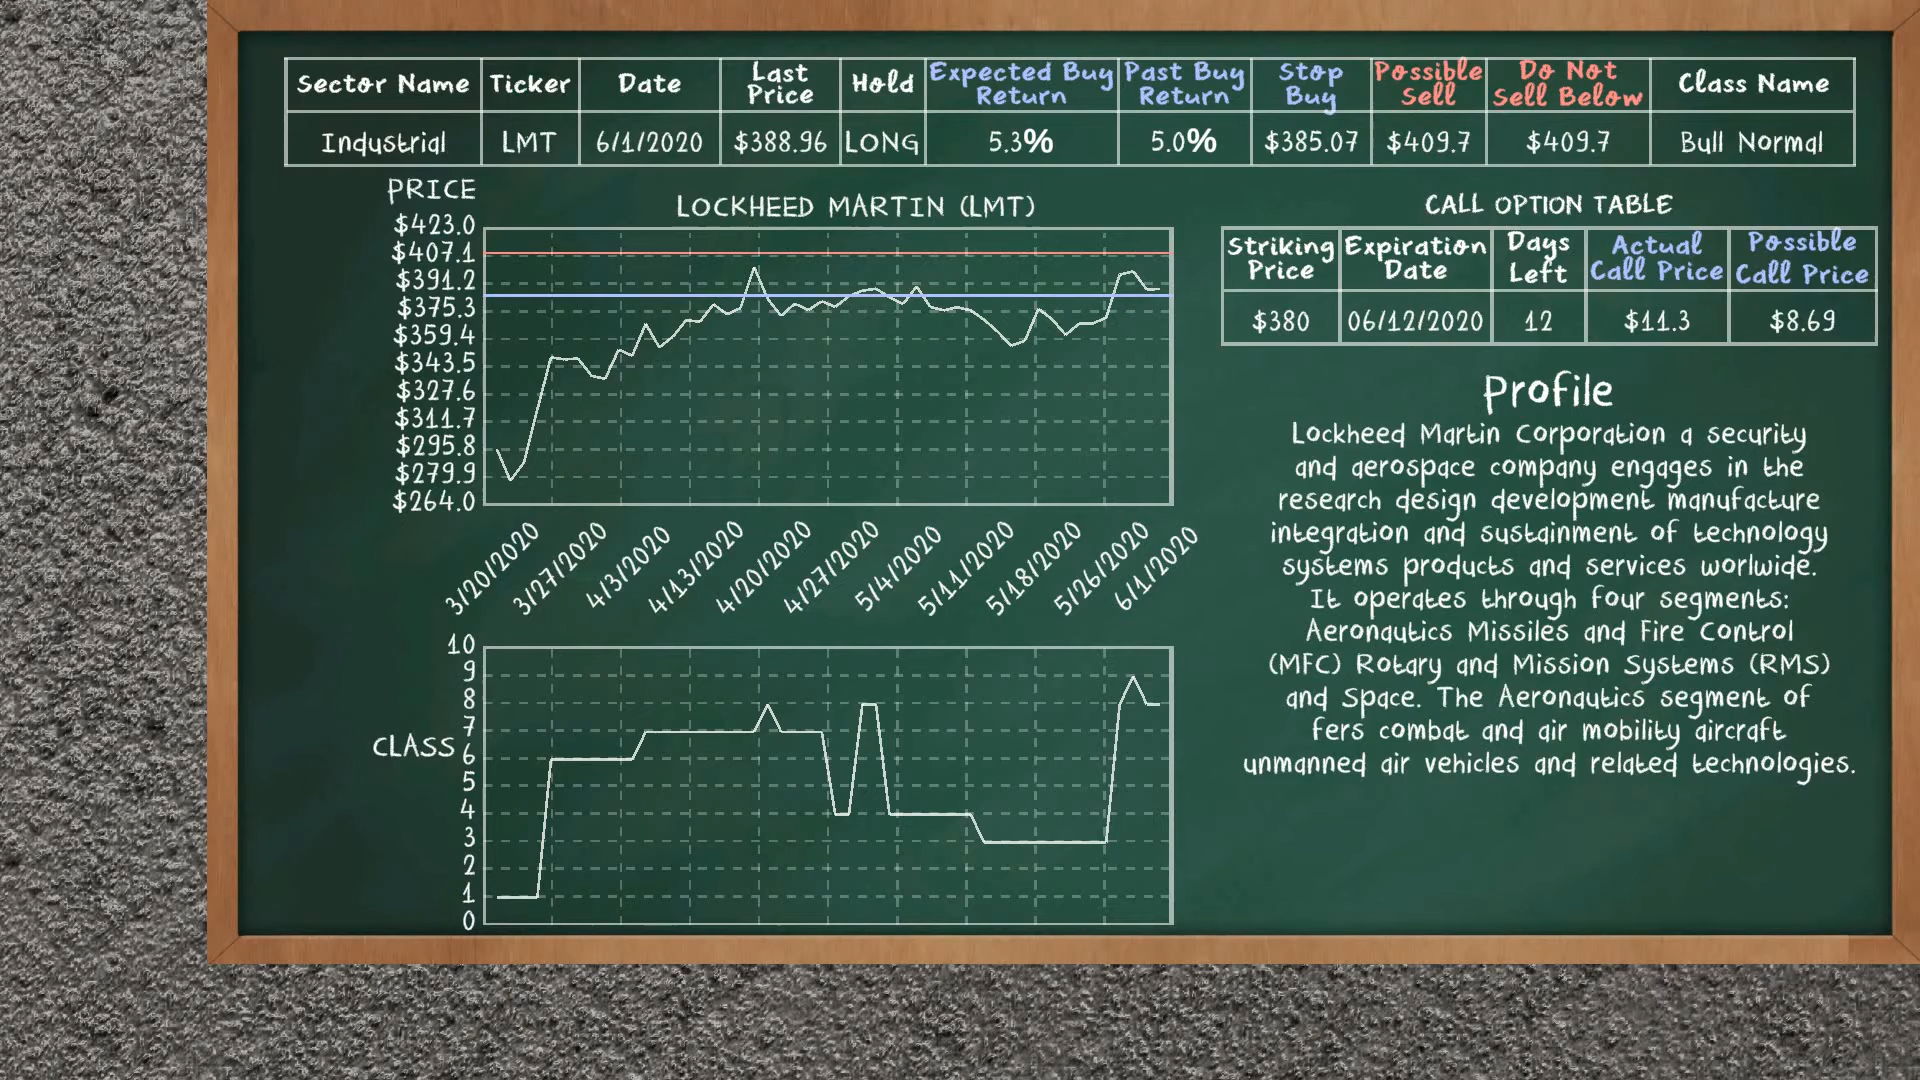 Sector Name Ticker Date Last Price Hold Expected Buy Return Past Buy Return Stop Buy Possible Sell Do Not Sell Below Class Name
Industrial LMT 6/1/2020 $388.96 LONG 5.3% 5.0% $385.07 $409.7 $409.7 Bull Normal
PRICE
LOCKHEED MARTIN (LMT)
$423.0
$407.1
$391.2
$375.3
$359.4
$343.5
$327.6
$311.7
$295.8
$279.9
$264.0
3/20/2020 3/27/2020 4/3/2020 4/13/2020 4/20/2020 4/27/2020 5/4/2020 5/11/2020 5/18/2020 5/26/2020 6/1/2020
CLASS
10
9
8
7
6
5
4
3
2
1
0
CALL OPTION TABLE
Striking Price Expiration Date Days Left Actual Call Price Possible Call Price
$380 06/12/2020 12 $11.3 $8.69
Profile
Lockheed Martin Corporation a security
and aerospace company engages in the
research design development manufacture
integration and sustainment of technology
systems products and services worlwide.
It operates through four segments:
Aeronautics Missiles and Fire Control
(MFC) Rotary and Mission Systems (RMS)
and Space. The Aeronautics segment of
fers combat and air mobility aircraft
unmanned air vehicles and related technologies.